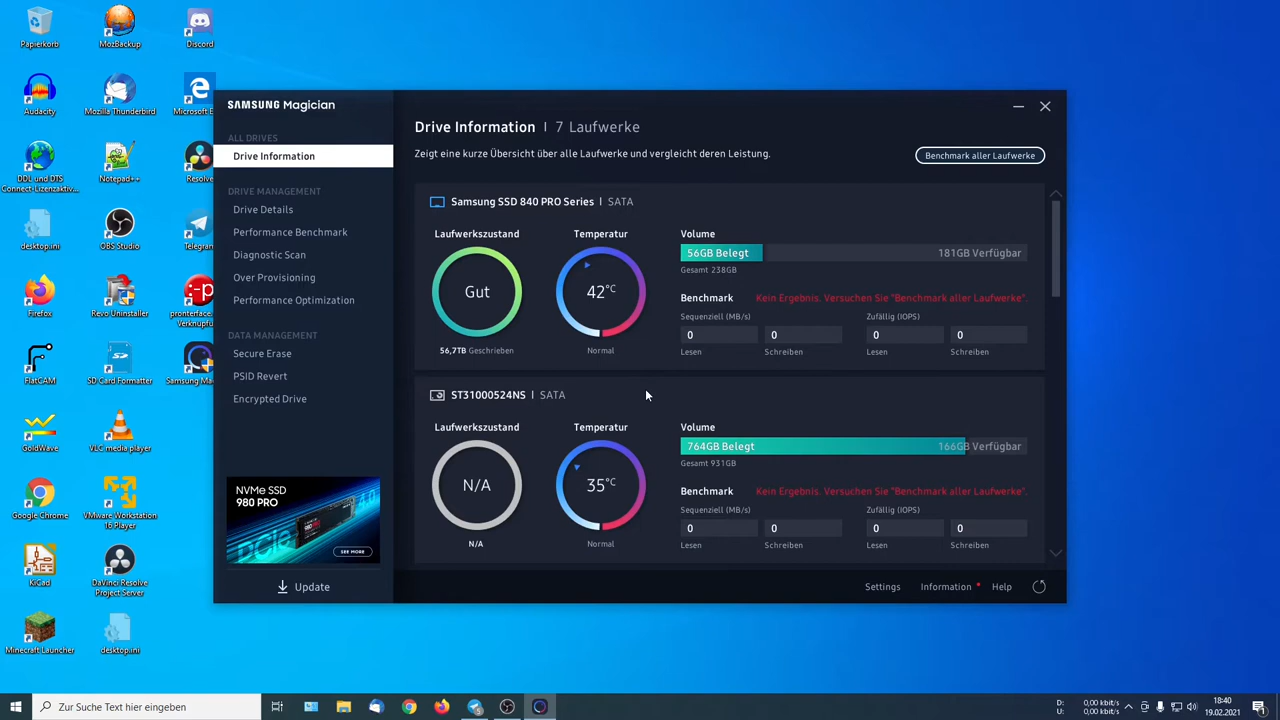 Papierkorb
MozBackup
Discord
Audacity
Mozilla Thunderbird
Microsoft E
DDL und DTS
Connect-Lizenzaktiv...
Notepad++
Resolve
desktop.ini
OBS Studio
Telegram
Firefox
Revo Uninstaller
pronterface.
Verknüpfu
FlatCAM
SD Card Formatter
Samsung Ma
GoldWave
VLC media player
Google Chrome
VMware Workstation
16 Player
KiCad
DaVinci Resolve
Project Server
Minecraft Launcher
desktop.ini
SAMSUNG Magician
ALL DRIVES
Drive Information
DRIVE MANAGEMENT
Drive Details
Performance Benchmark
Diagnostic Scan
Over Provisioning
Performance Optimization
DATA MANAGEMENT
Secure Erase
PSID Revert
Encrypted Drive
NVMe SSD
980 PRO
SEE MORE
Update
Drive Information | 7 Laufwerke
Zeigt eine kurze Übersicht über alle Laufwerke und vergleicht deren Leistung.
Benchmark aller Laufwerke
Samsung SSD 840 PRO Series | SATA
Laufwerkszustand
Temperatur
Volume
56GB Belegt
181GB Verfügbar
Gesamt 238GB
Gut
42°C
Benchmark
Kein Ergebnis. Versuchen Sie "Benchmark aller Laufwerke".
Sequenziell (MB/s)
Zufällig (IOPS)
0 0 0 0
56,7TB Geschrieben
Normal
Lesen Schreiben Lesen Schreiben
ST31000524NS | SATA
Laufwerkszustand
Temperatur
Volume
764GB Belegt
166GB Verfügbar
Gesamt 931GB
N/A
35°C
Benchmark
Kein Ergebnis. Versuchen Sie "Benchmark aller Laufwerke".
Sequenziell (MB/s)
Zufällig (IOPS)
0 0 0 0
N/A
Normal
Lesen Schreiben Lesen Schreiben
Settings
Information
Help
Zur Suche Text hier eingeben
D: 0,00 kbit/s
U: 0,00 kbit/s
18:40
19.02.2021